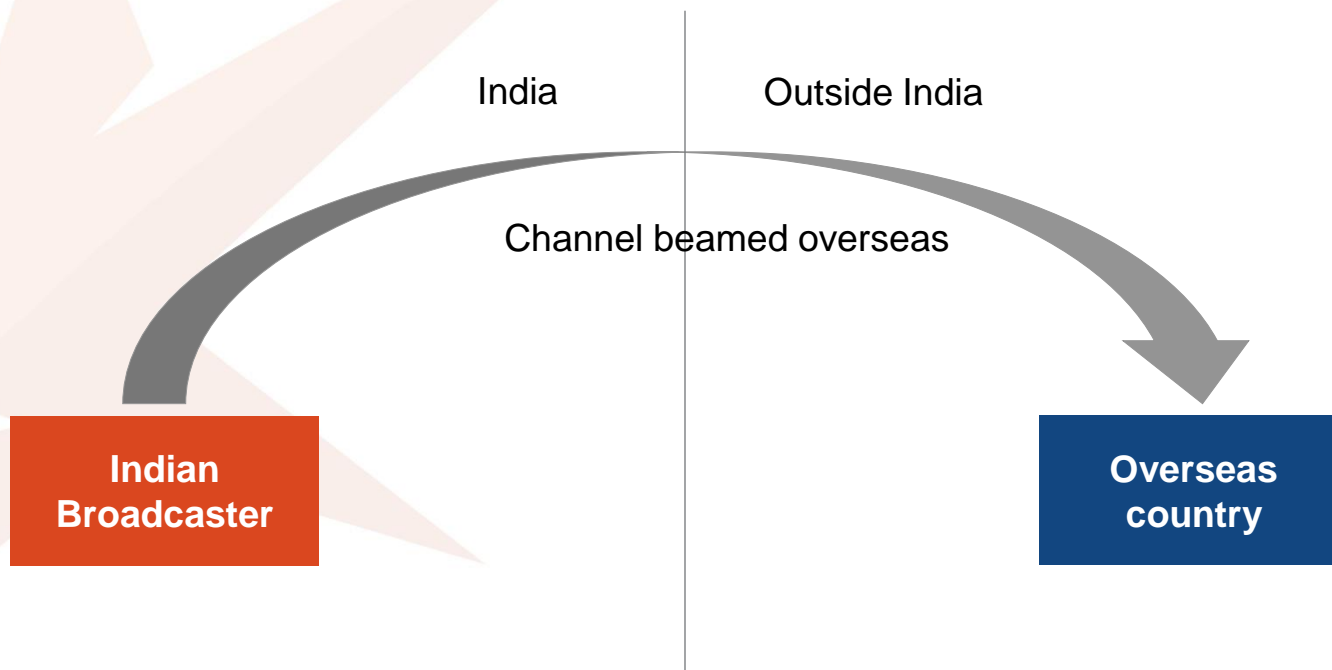 India
Outside India
Channel beamed overseas
Indian
Broadcaster
Overseas
country